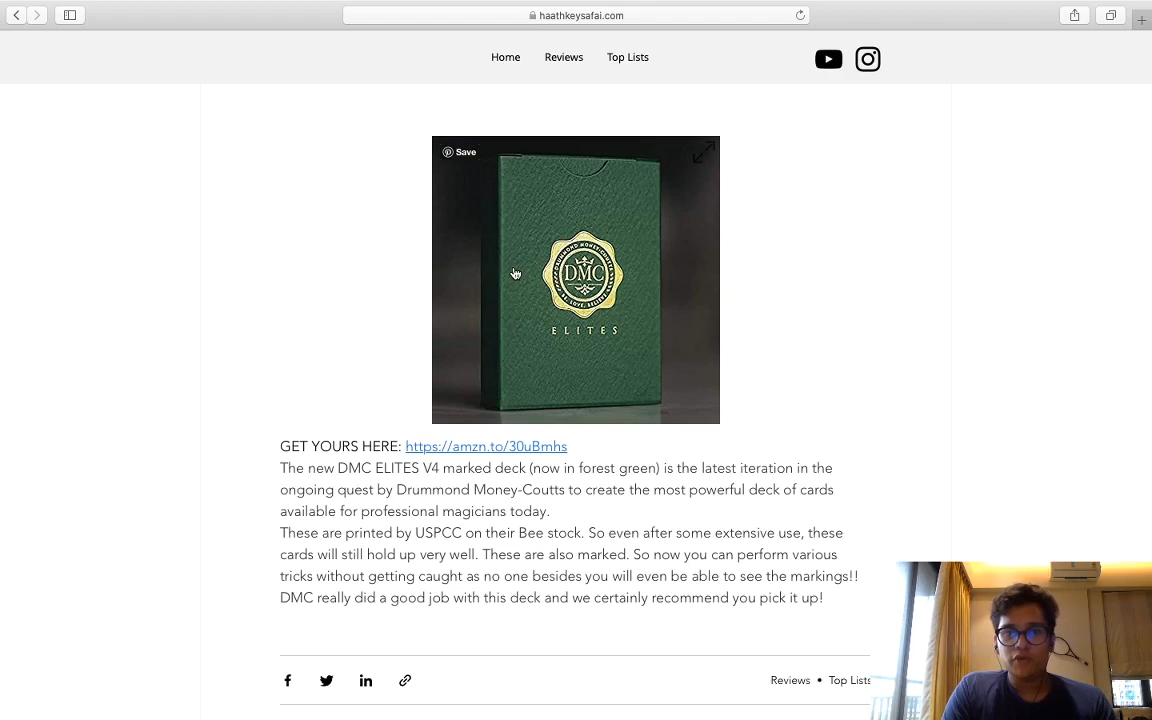 haathkeysafai.com
Home Reviews Top Lists
Save
DRUMMOND MONEY-COUTTS
DMC
BE, LOVE, BELIEVE
ELITES
GET YOURS HERE: https://amzn.to/30uBmhs
The new DMC ELITES V4 marked deck (now in forest green) is the latest iteration in the
ongoing quest by Drummond Money-Coutts to create the most powerful deck of cards
available for professional magicians today.
These are printed by USPCC on their Bee stock. So even after some extensive use, these
cards will still hold up very well. These are also marked. So now you can perform various
tricks without getting caught as no one besides you will even be able to see the markings!!
DMC really did a good job with this deck and we certainly recommend you pick it up!
Reviews • Top Lists